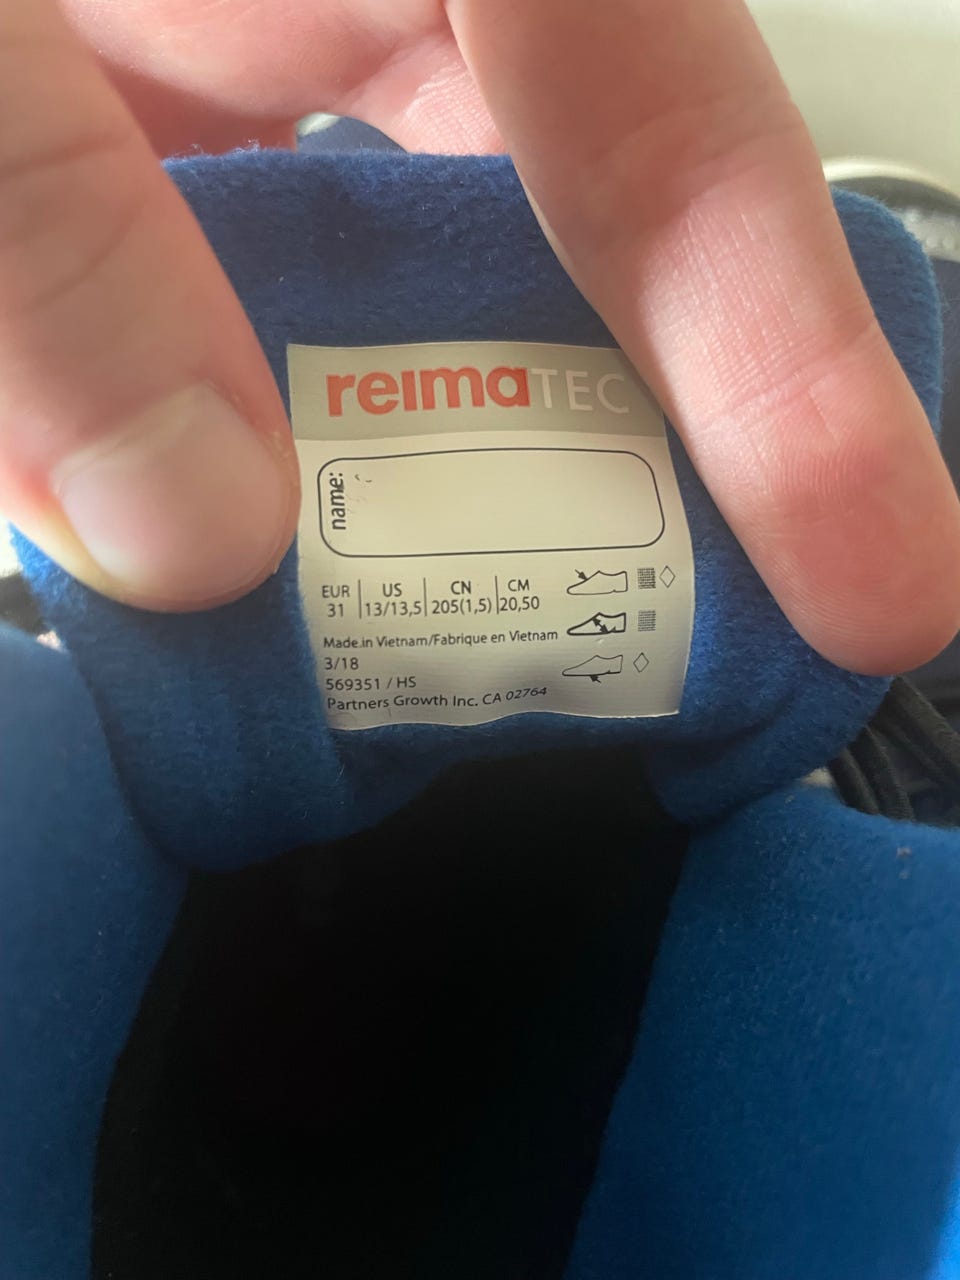 reimaTEC
name:
EUR US CN CM
31 13/13,5 205(1,5) 20,50
Made in Vietnam/Fabrique en Vietnam
3/18
569351 / HS
Partners Growth Inc. CA 02764